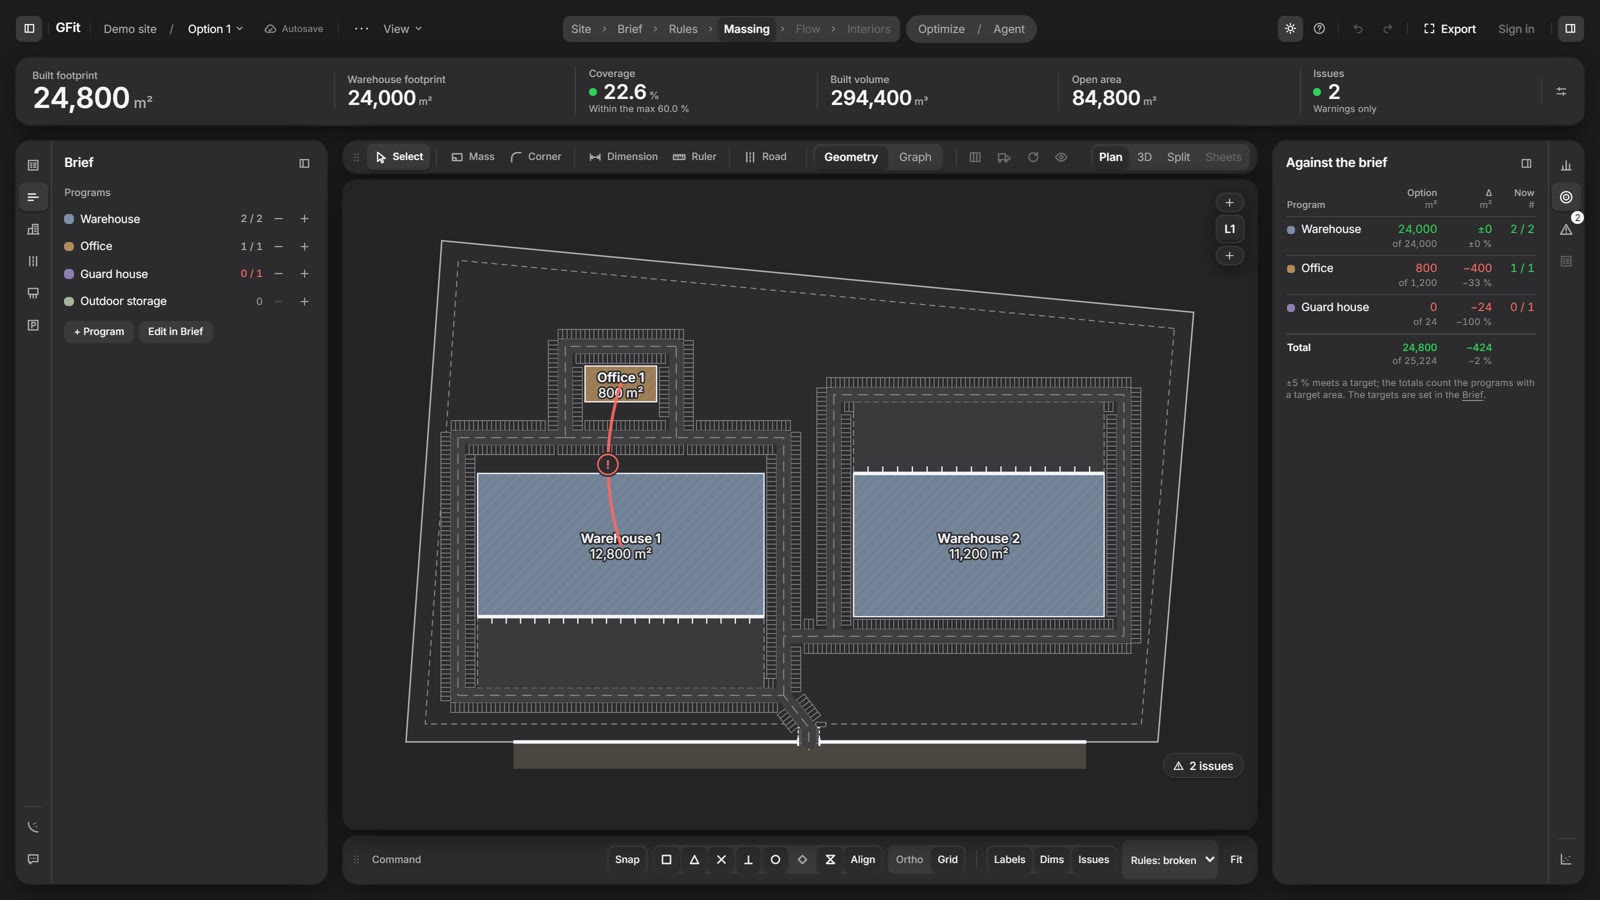 GFit
Demo site / Option 1
Autosave
View
Site
Brief
Rules
Massing
Flow
Interiors
Optimize / Agent
Export
Sign in
Built footprint
24,800 m²
Warehouse footprint
24,000 m²
Coverage
22.6 %
Within the max 60.0 %
Built volume
294,400 m³
Open area
84,800 m²
Issues
2
Warnings only
Brief
Programs
Warehouse 2 / 2 − +
Office 1 / 1 − +
Guard house 0 / 1 − +
Outdoor storage 0 − +
+ Program
Edit in Brief
Select
Mass
Corner
Dimension
Ruler
Road
Geometry
Graph
Plan
3D
Split
Sheets
+
L1
+
Office 1
800 m²
!
Warehouse 1
12,800 m²
Warehouse 2
11,200 m²
2 issues
Command
Snap
Align
Ortho
Grid
Labels
Dims
Issues
Rules: broken
Fit
Against the brief
Program
Option m²
Δ m²
Now #
Warehouse 24,000 ±0 2 / 2
of 24,000 ±0 %
Office 800 −400 1 / 1
of 1,200 −33 %
Guard house 0 −24 0 / 1
of 24 −100 %
Total 24,800 −424
of 25,224 −2 %
±5 % meets a target; the totals count the programs with
a target area. The targets are set in the Brief.
2